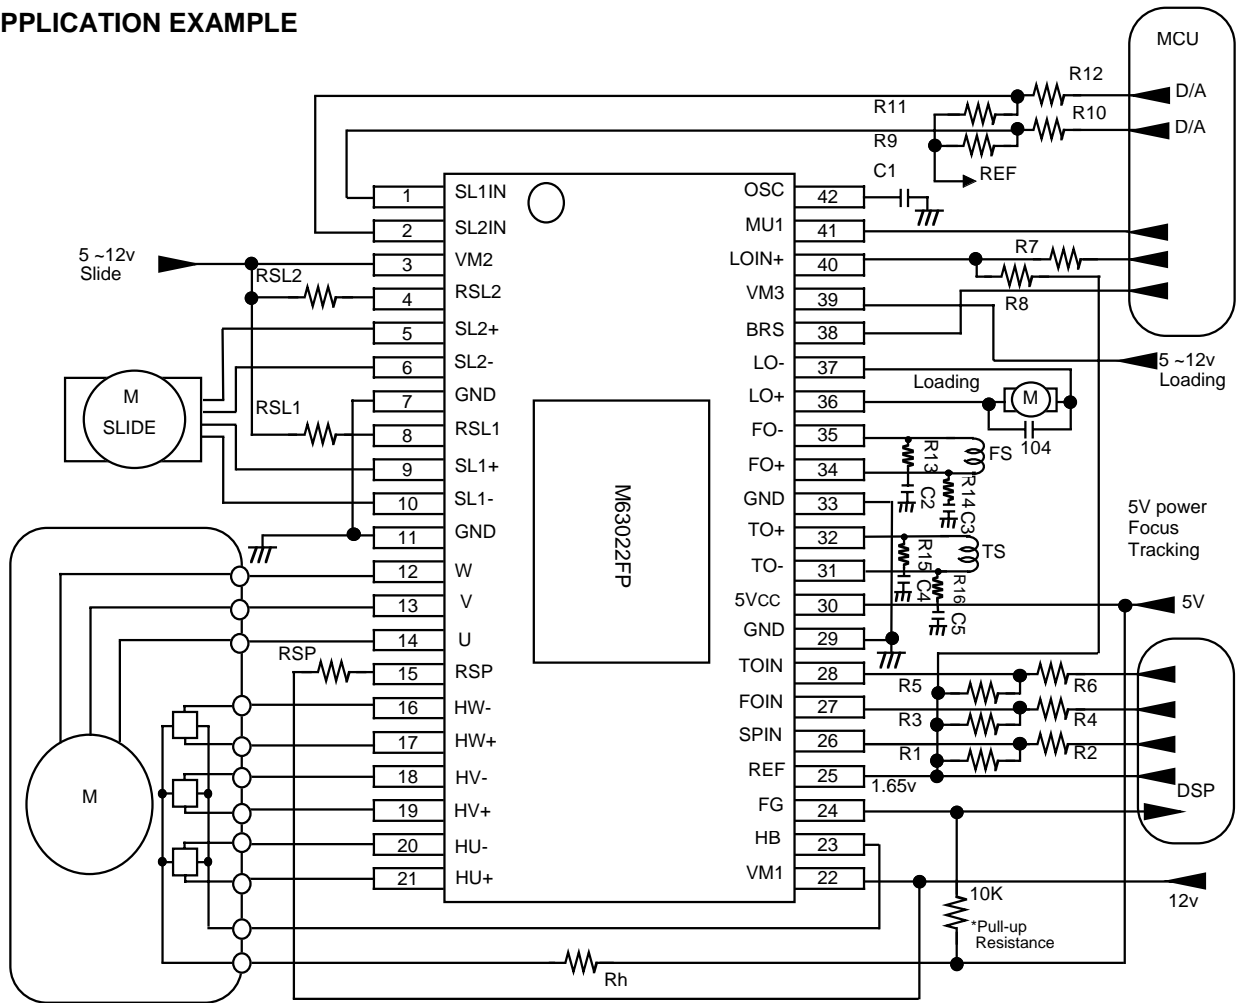 PPLICATION EXAMPLE
MCU
R12
D/A
R11
R10
D/A
R9
REF
C1
1 SL1IN
2 SL2IN
3 VM2
4 RSL2
5 SL2+
6 SL2-
7 GND
8 RSL1
9 SL1+
10 SL1-
11 GND
12 W
13 V
14 U
15 RSP
16 HW-
17 HW+
18 HV-
19 HV+
20 HU-
21 HU+
OSC 42
MU1 41
LOIN+ 40
VM3 39
BRS 38
LO- 37
LO+ 36
FO- 35
FO+ 34
GND 33
TO+ 32
TO- 31
5VCC 30
GND 29
TOIN 28
FOIN 27
SPIN 26
REF 25
FG 24
HB 23
VM1 22
M63022FP
5 ~12v
Slide
RSL2
M
SLIDE
RSL1
RSP
M
Rh
R7
R8
5 ~12v
Loading
Loading
M
104
FS
R13
C2
R14
C3
TS
R15
C4
R16
C5
5V power
Focus
Tracking
5V
R5
R6
R3
R4
R1
R2
1.65v
DSP
10K
*Pull-up
Resistance
12v